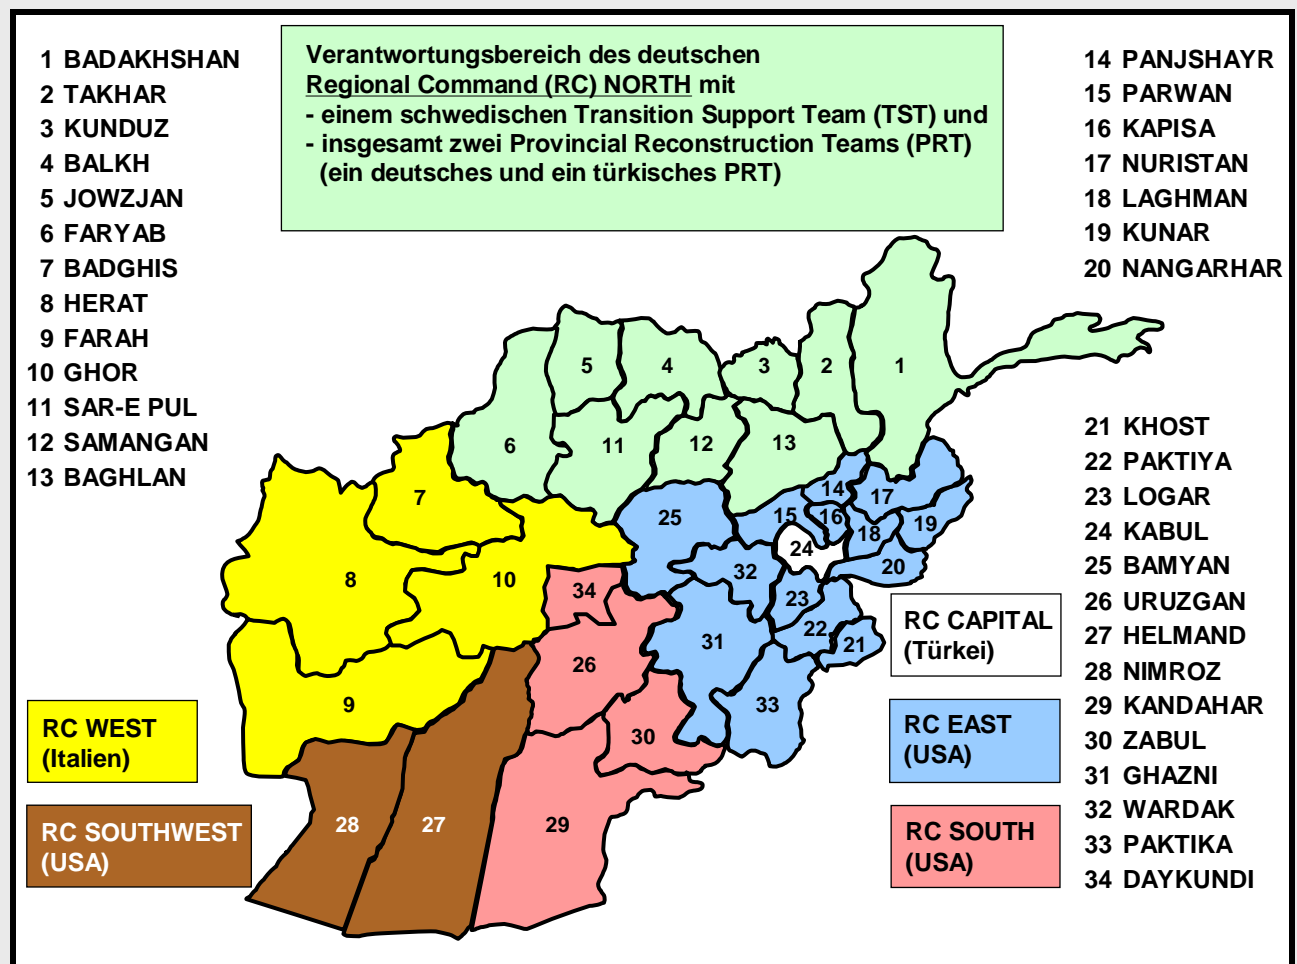 1 BADAKHSHAN
2 TAKHAR
3 KUNDUZ
4 BALKH
5 JOWZJAN
6 FARYAB
7 BADGHIS
8 HERAT
9 FARAH
10 GHOR
11 SAR-E PUL
12 SAMANGAN
13 BAGHLAN
Verantwortungsbereich des deutschen
Regional Command (RC) NORTH mit
- einem schwedischen Transition Support Team (TST) und
- insgesamt zwei Provincial Reconstruction Teams (PRT)
(ein deutsches und ein türkisches PRT)
14 PANJSHAYR
15 PARWAN
16 KAPISA
17 NURISTAN
18 LAGHMAN
19 KUNAR
20 NANGARHAR
21 KHOST
22 PAKTIYA
23 LOGAR
24 KABUL
25 BAMYAN
26 URUZGAN
27 HELMAND
28 NIMROZ
29 KANDAHAR
30 ZABUL
31 GHAZNI
32 WARDAK
33 PAKTIKA
34 DAYKUNDI
5
4
3
2
1
6
11
12
13
7
25
14
17
15
16
19
18
24
20
8
10
32
34
23
22
21
31
26
9
33
30
28
27
29
RC CAPITAL
(Türkei)
RC WEST
(Italien)
RC EAST
(USA)
RC SOUTHWEST
(USA)
RC SOUTH
(USA)